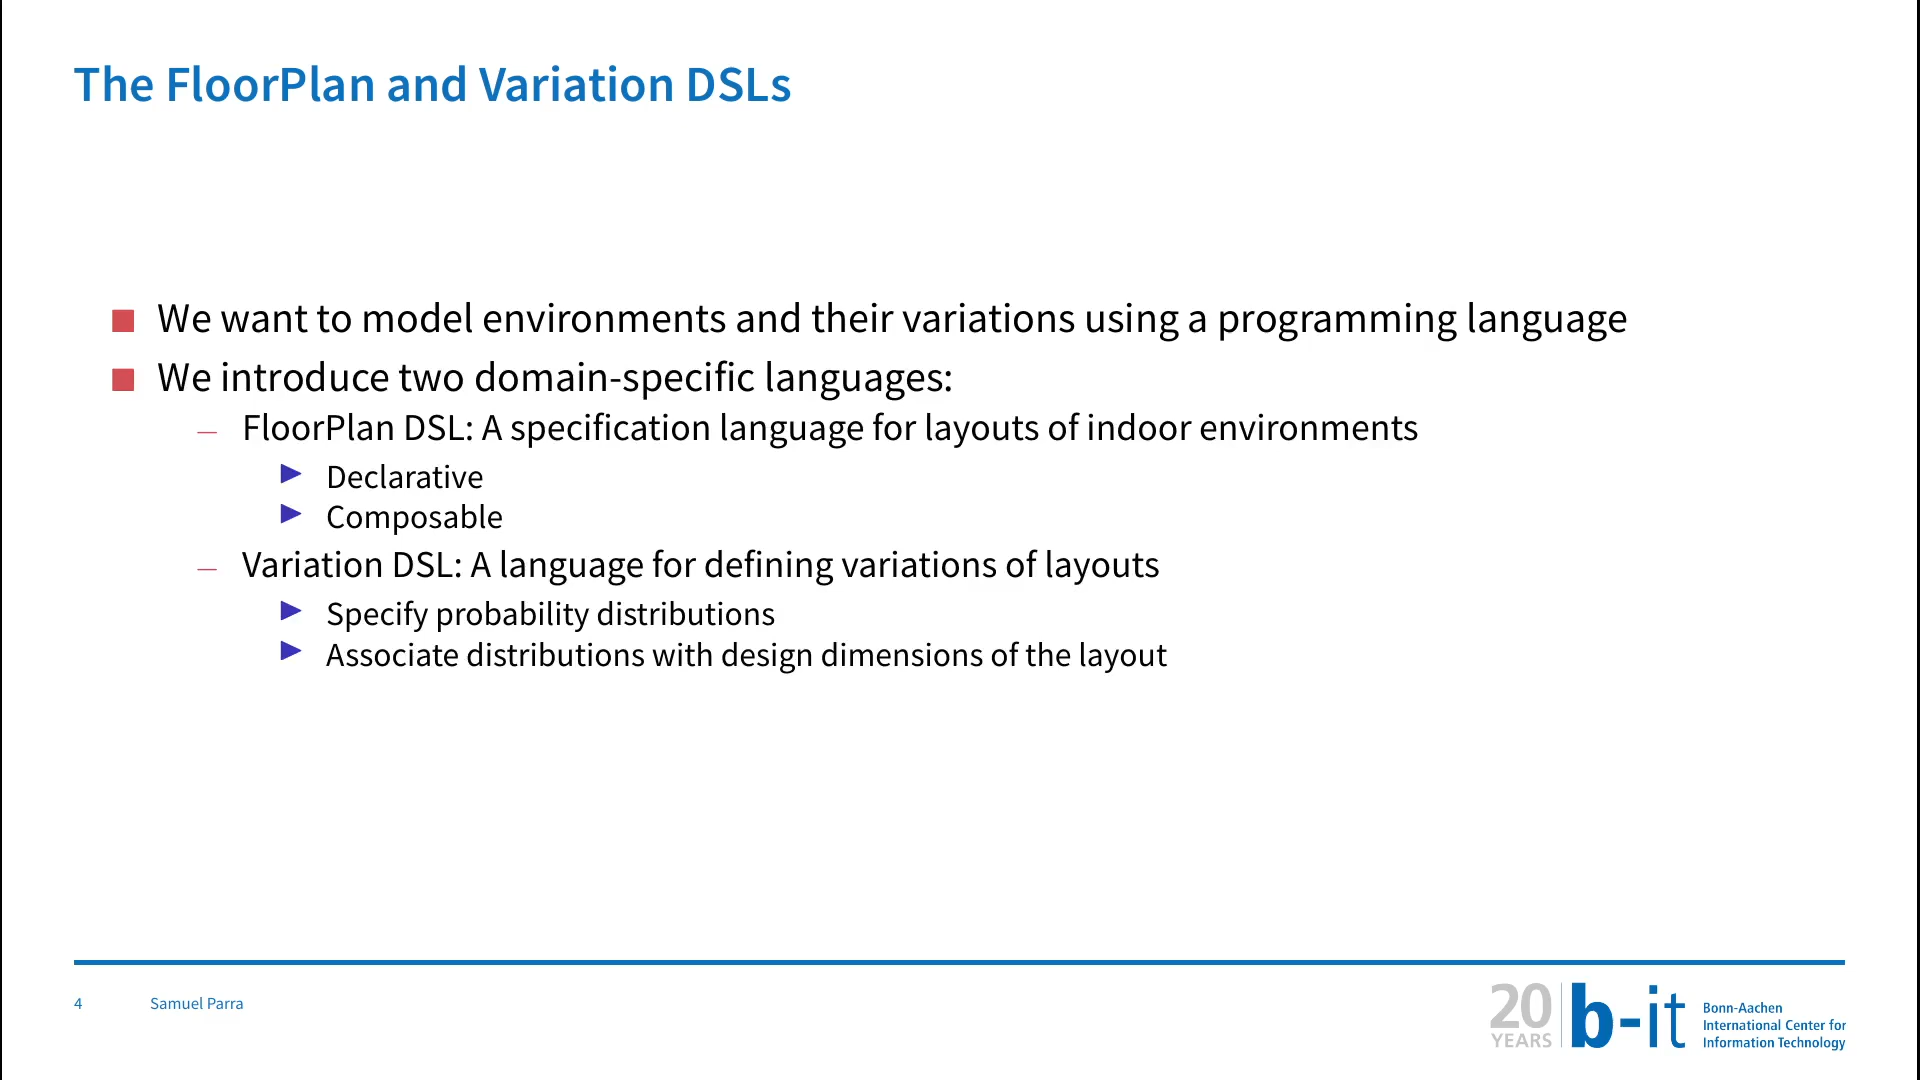 The FloorPlan and Variation DSLs
We want to model environments and their variations using a programming language
We introduce two domain-specific languages:
– FloorPlan DSL: A specification language for layouts of indoor environments
Declarative
Composable
– Variation DSL: A language for defining variations of layouts
Specify probability distributions
Associate distributions with design dimensions of the layout
4 Samuel Parra
20 YEARS
b-it
Bonn-Aachen
International Center for
Information Technology